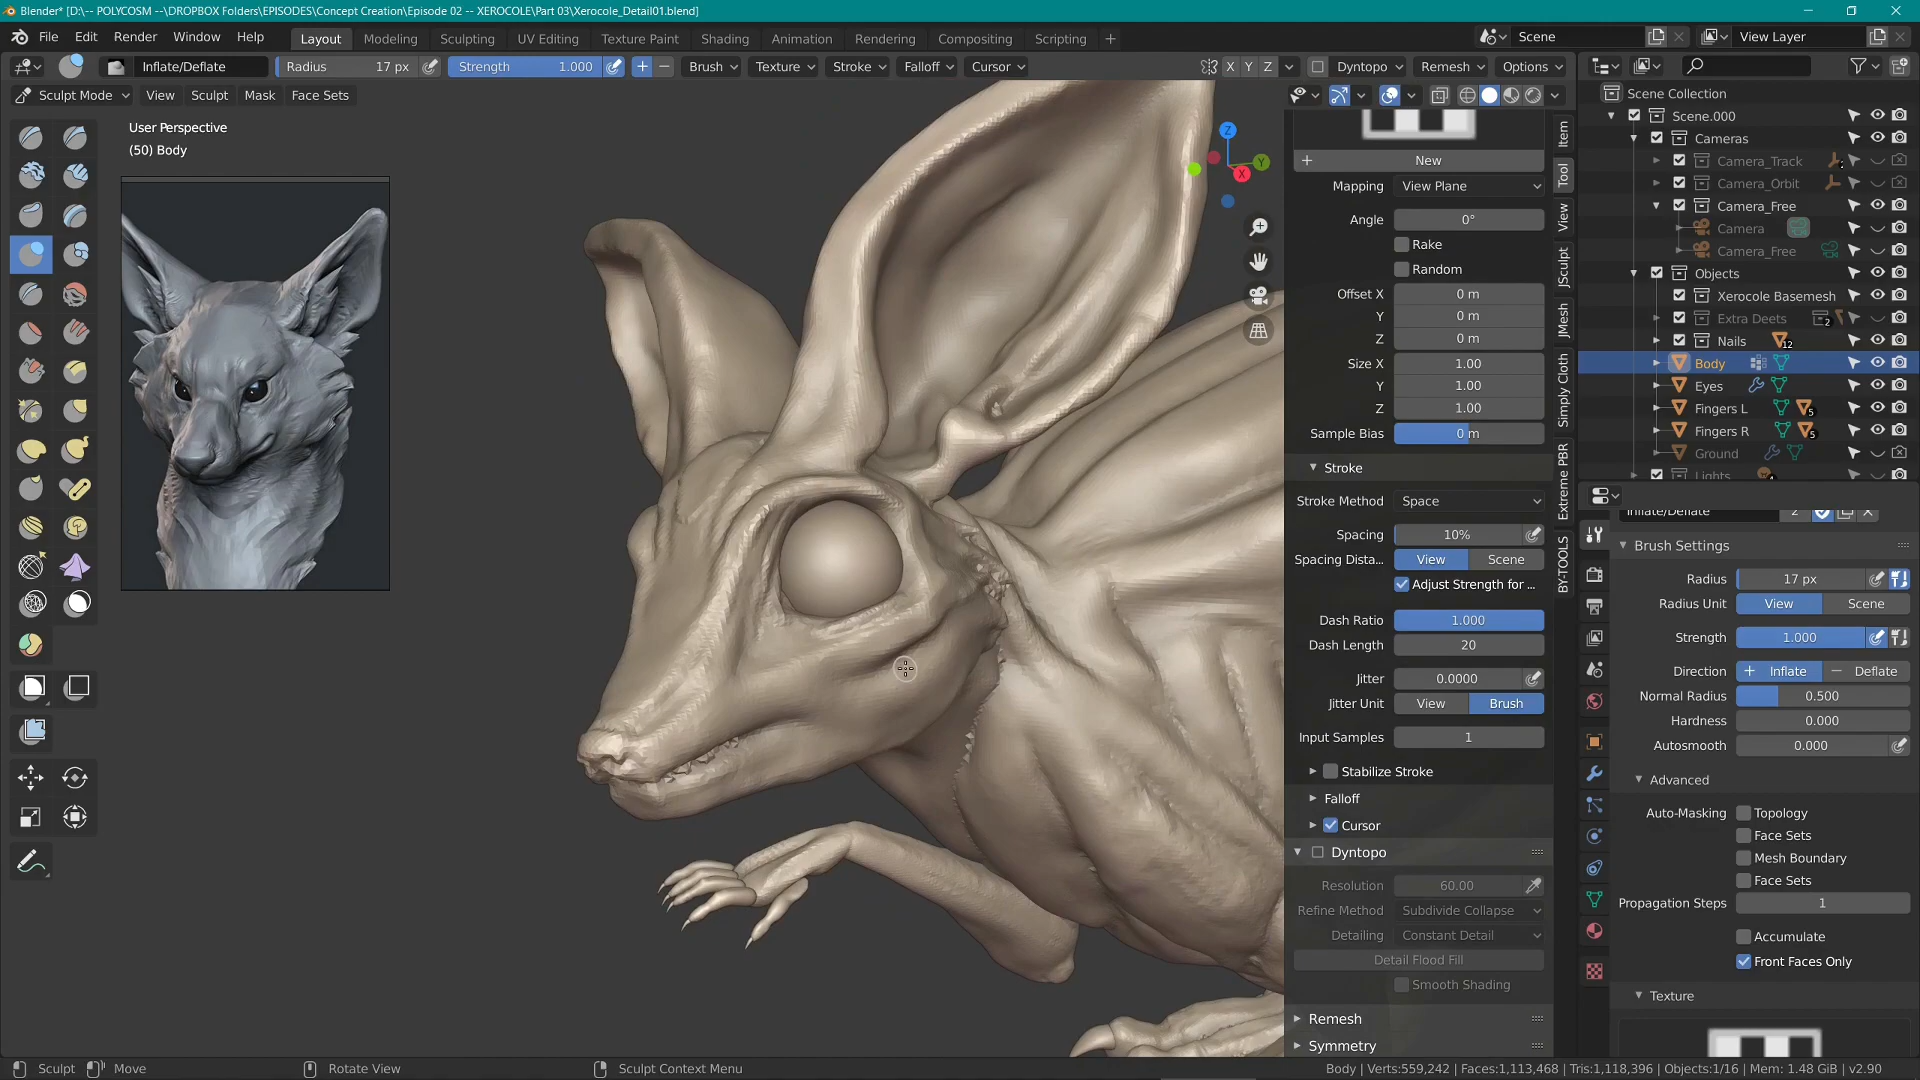 Blender* [D:\-- POLYCOSM --\DROPBOX Folders\EPISODES\Concept Creation\Episode 02 -- XEROCOLE\Part 03\Xerocole_Detail01.blend]
File Edit Render Window Help Layout Modeling Sculpting UV Editing Texture Paint Shading Animation Rendering Compositing Scripting + Scene View Layer
Inflate/Deflate Radius 17 px Strength 1.000 + − Brush Texture Stroke Falloff Cursor X Y Z Dyntopo Remesh Options
Sculpt Mode View Sculpt Mask Face Sets
User Perspective
(50) Body
Z
Y
X
+ New
Mapping View Plane
Angle 0°
Rake
Random
Offset X 0 m
Y 0 m
Z 0 m
Size X 1.00
Y 1.00
Z 1.00
Sample Bias 0 m
Stroke
Stroke Method Space
Spacing 10%
Spacing Dista... View Scene
Adjust Strength for ...
Dash Ratio 1.000
Dash Length 20
Jitter 0.0000
Jitter Unit View Brush
Input Samples 1
Stabilize Stroke
Falloff
Cursor
Dyntopo
Resolution 60.00
Refine Method Subdivide Collapse
Detailing Constant Detail
Detail Flood Fill
Smooth Shading
Remesh
Symmetry
Item
Tool
View
JSculpt
JMesh
Simply Cloth
Extreme PBR
BY-TOOLS
Scene Collection
Scene.000
Cameras
Camera_Track 2
Camera_Orbit
Camera_Free
Camera
Camera_Free
Objects
Xerocole Basemesh
Extra Deets 2
Nails 12
Body
Eyes
Fingers L 5
Fingers R 5
Ground
Lights
Inflate/Deflate 2
Brush Settings
Radius 17 px
Radius Unit View Scene
Strength 1.000
Direction + Inflate − Deflate
Normal Radius 0.500
Hardness 0.000
Autosmooth 0.000
Advanced
Auto-Masking Topology
Face Sets
Mesh Boundary
Face Sets
Propagation Steps 1
Accumulate
Front Faces Only
Texture
Sculpt Move Rotate View Sculpt Context Menu Body | Verts:559,242 | Faces:1,113,468 | Tris:1,118,396 | Objects:1/16 | Mem: 1.48 GiB | v2.90